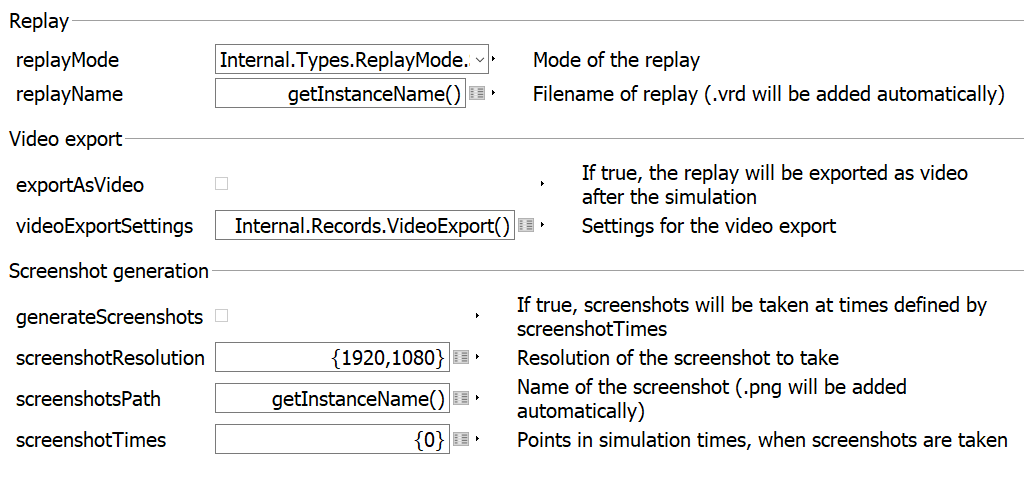 Replay
replayMode Internal.Types.ReplayMode. Mode of the replay
replayName getInstanceName() Filename of replay (.vrd will be added automatically)
Video export
exportAsVideo If true, the replay will be exported as video
after the simulation
videoExportSettings Internal.Records.VideoExport() Settings for the video export
Screenshot generation
generateScreenshots If true, screenshots will be taken at times defined by
screenshotTimes
screenshotResolution {1920,1080} Resolution of the screenshot to take
screenshotsPath getInstanceName() Name of the screenshot (.png will be added
automatically)
screenshotTimes {0} Points in simulation times, when screenshots are taken